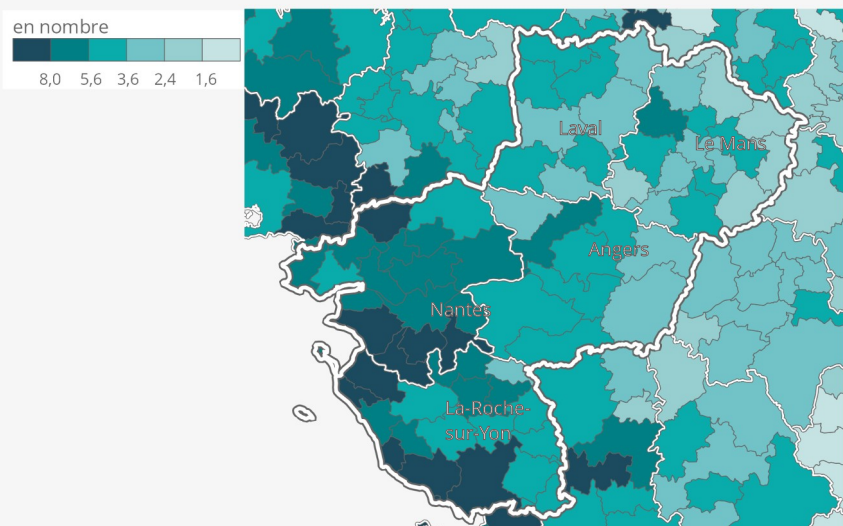 en nombre
8,0 5,6 3,6 2,4 1,6
Laval
Le Mans
Angers
Nantes
La-Roche-
sur-Yon